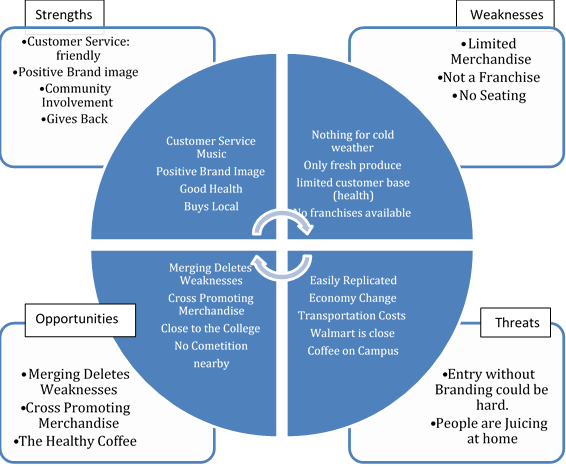 Strengths
•Customer Service:
friendly
•Positive Brand image
•Community
Involvement
•Gives Back
Weaknesses
•Limited
Merchandise
•Not a Franchise
•No Seating
Customer Service
Music
Positive Brand Image
Good Health
Buys Local
Nothing for cold
weather
Only fresh produce
limited customer base
(health)
No franchises available
Merging Deletes
Weaknesses
Cross Promoting
Merchandise
Close to the College
No Cometition
nearby
Easily Replicated
Economy Change
Transportation Costs
Walmart is close
Coffee on Campus
Opportunities
•Merging Deletes
Weaknesses
•Cross Promoting
Merchandise
•The Healthy Coffee
Threats
•Entry without
Branding could be
hard.
•People are Juicing
at home